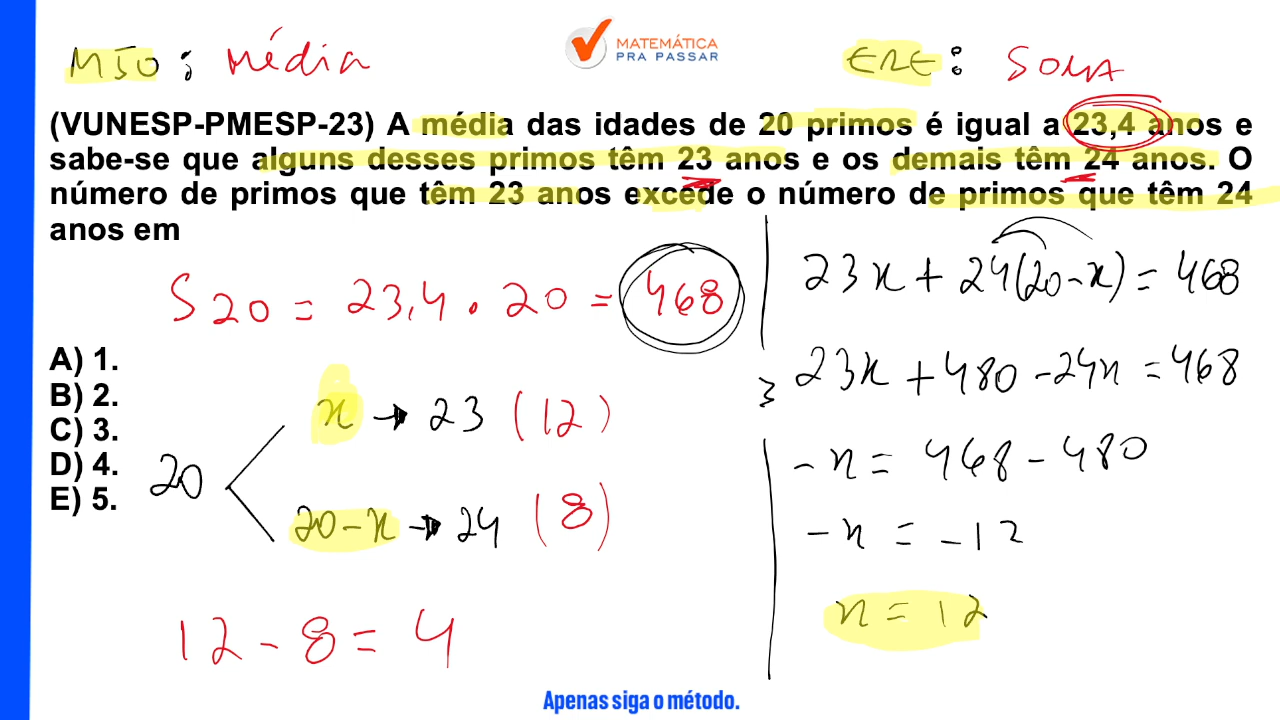 MJO : Média
MATEMÁTICA
PRA PASSAR
ERE : SOMA
(VUNESP-PMESP-23) A média das idades de 20 primos é igual a 23,4 anos e
sabe-se que alguns desses primos têm 23 anos e os demais têm 24 anos. O
número de primos que têm 23 anos excede o número de primos que têm 24
anos em
S20 = 23,4 . 20 = 468
A) 1.
B) 2.
C) 3.
D) 4.
E) 5.
20
x → 23 (12)
20-x → 24 (8)
12 - 8 = 4
23x + 24(20-x) = 468
23x + 480 - 24x = 468
-x = 468 - 480
-x = -12
x = 12
Apenas siga o método.